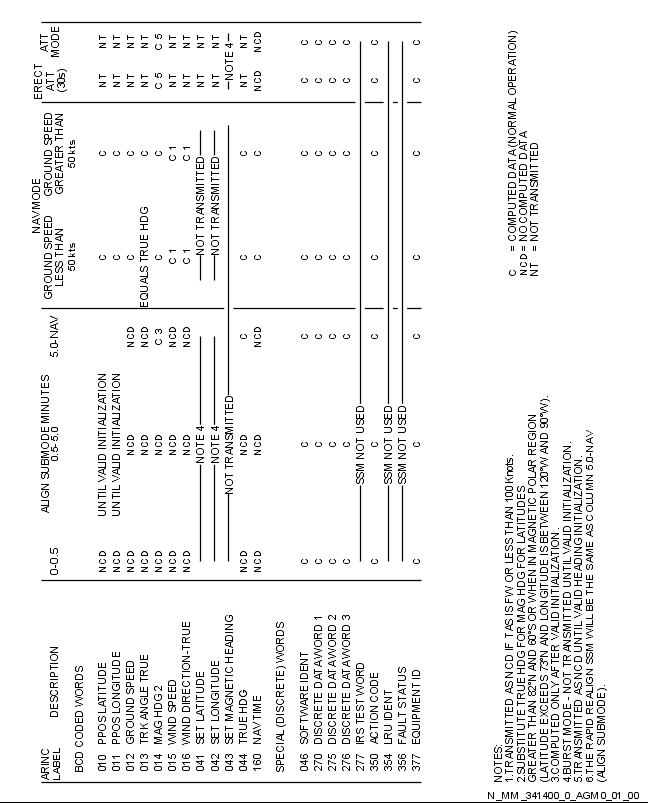 NAV MODE
ALIGN SUBMODE MINUTES
GROUND SPEED LESS THAN 50 kts
GROUND SPEED GREATER THAN 50 kts
ERECT ATT (30s)
ATT MODE
ARINC LABEL DESCRIPTION 0-0.5 0.5-5.0 5.0-NAV
BCD CODED WORDS
010 PPOS LATITUDE NCD UNTIL VALID INITIALIZATION C C NT NT
011 PPOS LONGITUDE NCD UNTIL VALID INITIALIZATION C C NT NT
012 GROUND SPEED NCD NCD NCD C C NT NT
013 TRK ANGLE TRUE NCD NCD NCD EQUALS TRUE HDG C NT NT
014 MAG HDG 2 NCD NCD C 3 C C C 5 C 5
015 WIND SPEED NCD NCD NCD C 1 C 1 NT NT
016 WIND DIRECTION-TRUE NCD NCD NCD C 1 C 1 NT NT
041 SET LATITUDE NOTE 4 NOT TRANSMITTED NT NT
042 SET LONGITUDE NOTE 4 NOT TRANSMITTED NT NT
043 SET MAGNETIC HEADING NOT TRANSMITTED NOTE 4
044 TRUE HDG NCD NCD C C C NT NT
160 NAV TIME NCD NCD NCD C C NCD NCD
SPECIAL (DISCRETE) WORDS
046 SOFTWARE IDENT C C C C C C C
270 DISCRETE DATA WORD 1 C C C C C C C
275 DISCRETE DATA WORD 2 C C C C C C C
276 DISCRETE DATA WORD 3 C C C C C C C
277 IRS TEST WORD SSM NOT USED
350 ACTION CODE C C C C C C C
354 LRU IDENT SSM NOT USED
356 FAULT STATUS SSM NOT USED
377 EQUIPMENT ID C C C C C C C
NOTES:
1.TRANSMITTED AS NCD IF TAS IS FW OR LESS THAN 100 Knots.
2.SUBSTITUTE TRUE HDG FOR MAG HDG FOR LATITUDES
GREATER THAN 82°N AND 60°S OR WHEN IN MAGNETIC POLAR REGION
(LATITUDE EXCEEDS 73°N AND LONGITUDE IS BETWEEN 120°W AND 90°W).
3.COMPUTED ONLY AFTER VALID INITIALIZATION.
4.BURST MODE - NOT TRANSMITTED UNTIL VALID INITIALIZATION.
5.TRANSMITTED AS NCD UNTIL VALID HEADING INITIALIZATION.
6.THE RAPID REALIGN SSM WILL BE THE SAME AS COLUMN 5.0-NAV
(ALIGN SUBMODE).
C = COMPUTED DATA (NORMAL OPERATION)
NCD = NO COMPUTED DATA
NT = NOT TRANSMITTED
N_MM_341400_0_AGM0_01_00